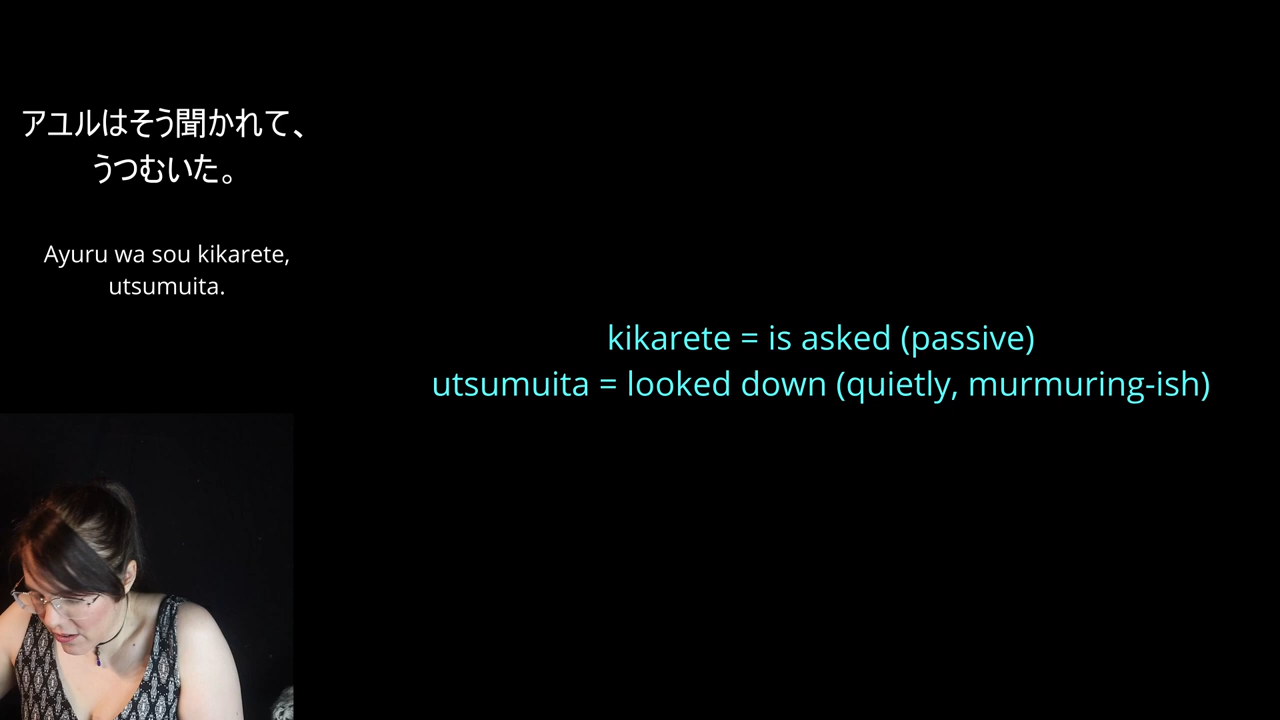 アユルはそう聞かれて、
うつむいた。
Ayuru wa sou kikarete,
utsumuita.
kikarete = is asked (passive)
utsumuita = looked down (quietly, murmuring-ish)